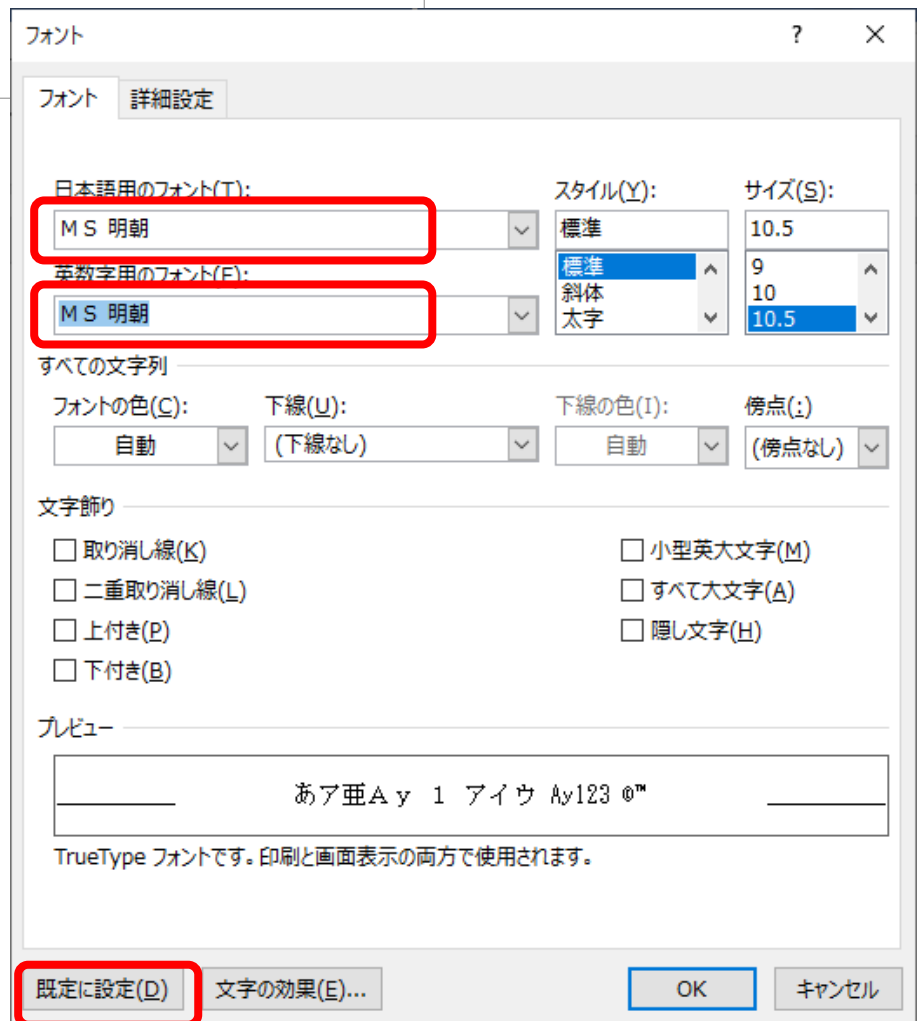 フォント ?
フォント 詳細設定
日本語用のフォント(T): スタイル(Y): サイズ(S):
ＭＳ 明朝 標準 10.5
英数字用のフォント(F): 標準 9
斜体 10
ＭＳ 明朝 太字 10.5
すべての文字列
フォントの色(C): 下線(U): 下線の色(I): 傍点(:)
自動 (下線なし) 自動 (傍点なし)
文字飾り
取り消し線(K) 小型英大文字(M)
二重取り消し線(L) すべて大文字(A)
上付き(P) 隠し文字(H)
下付き(B)
プレビュー
あア亜Ａｙ １ アイウ Ay123 ©™
TrueType フォントです。印刷と画面表示の両方で使用されます。
既定に設定(D) 文字の効果(E)... OK キャンセル